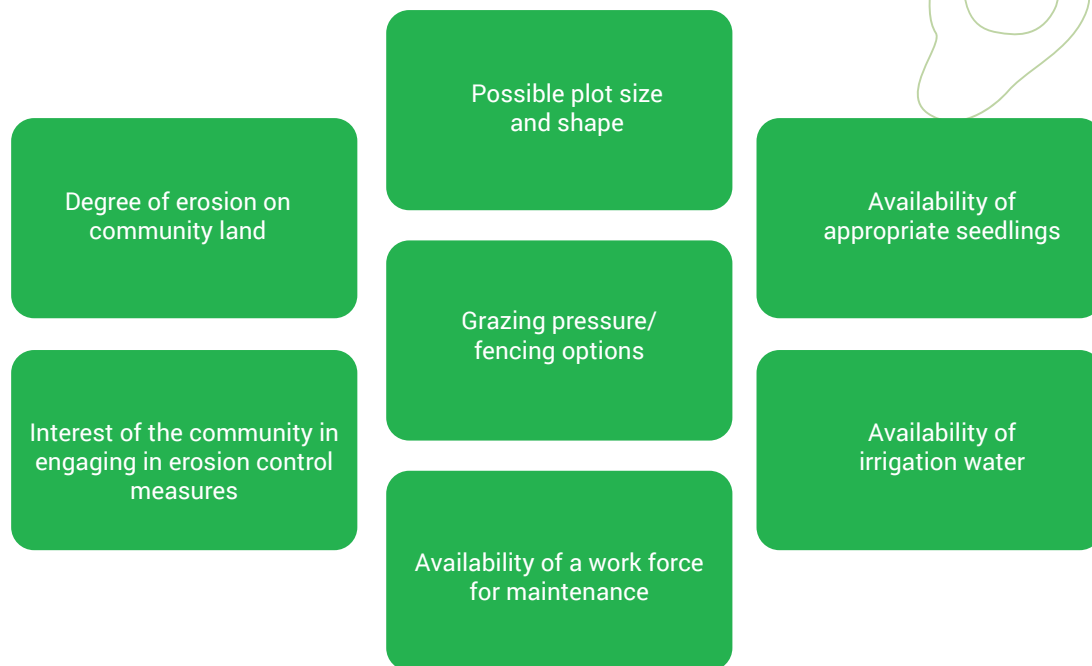 Possible plot size
and shape
Degree of erosion on
community land
Availability of
appropriate seedlings
Grazing pressure/
fencing options
Interest of the community in
engaging in erosion control
measures
Availability of
irrigation water
Availability of a work force
for maintenance